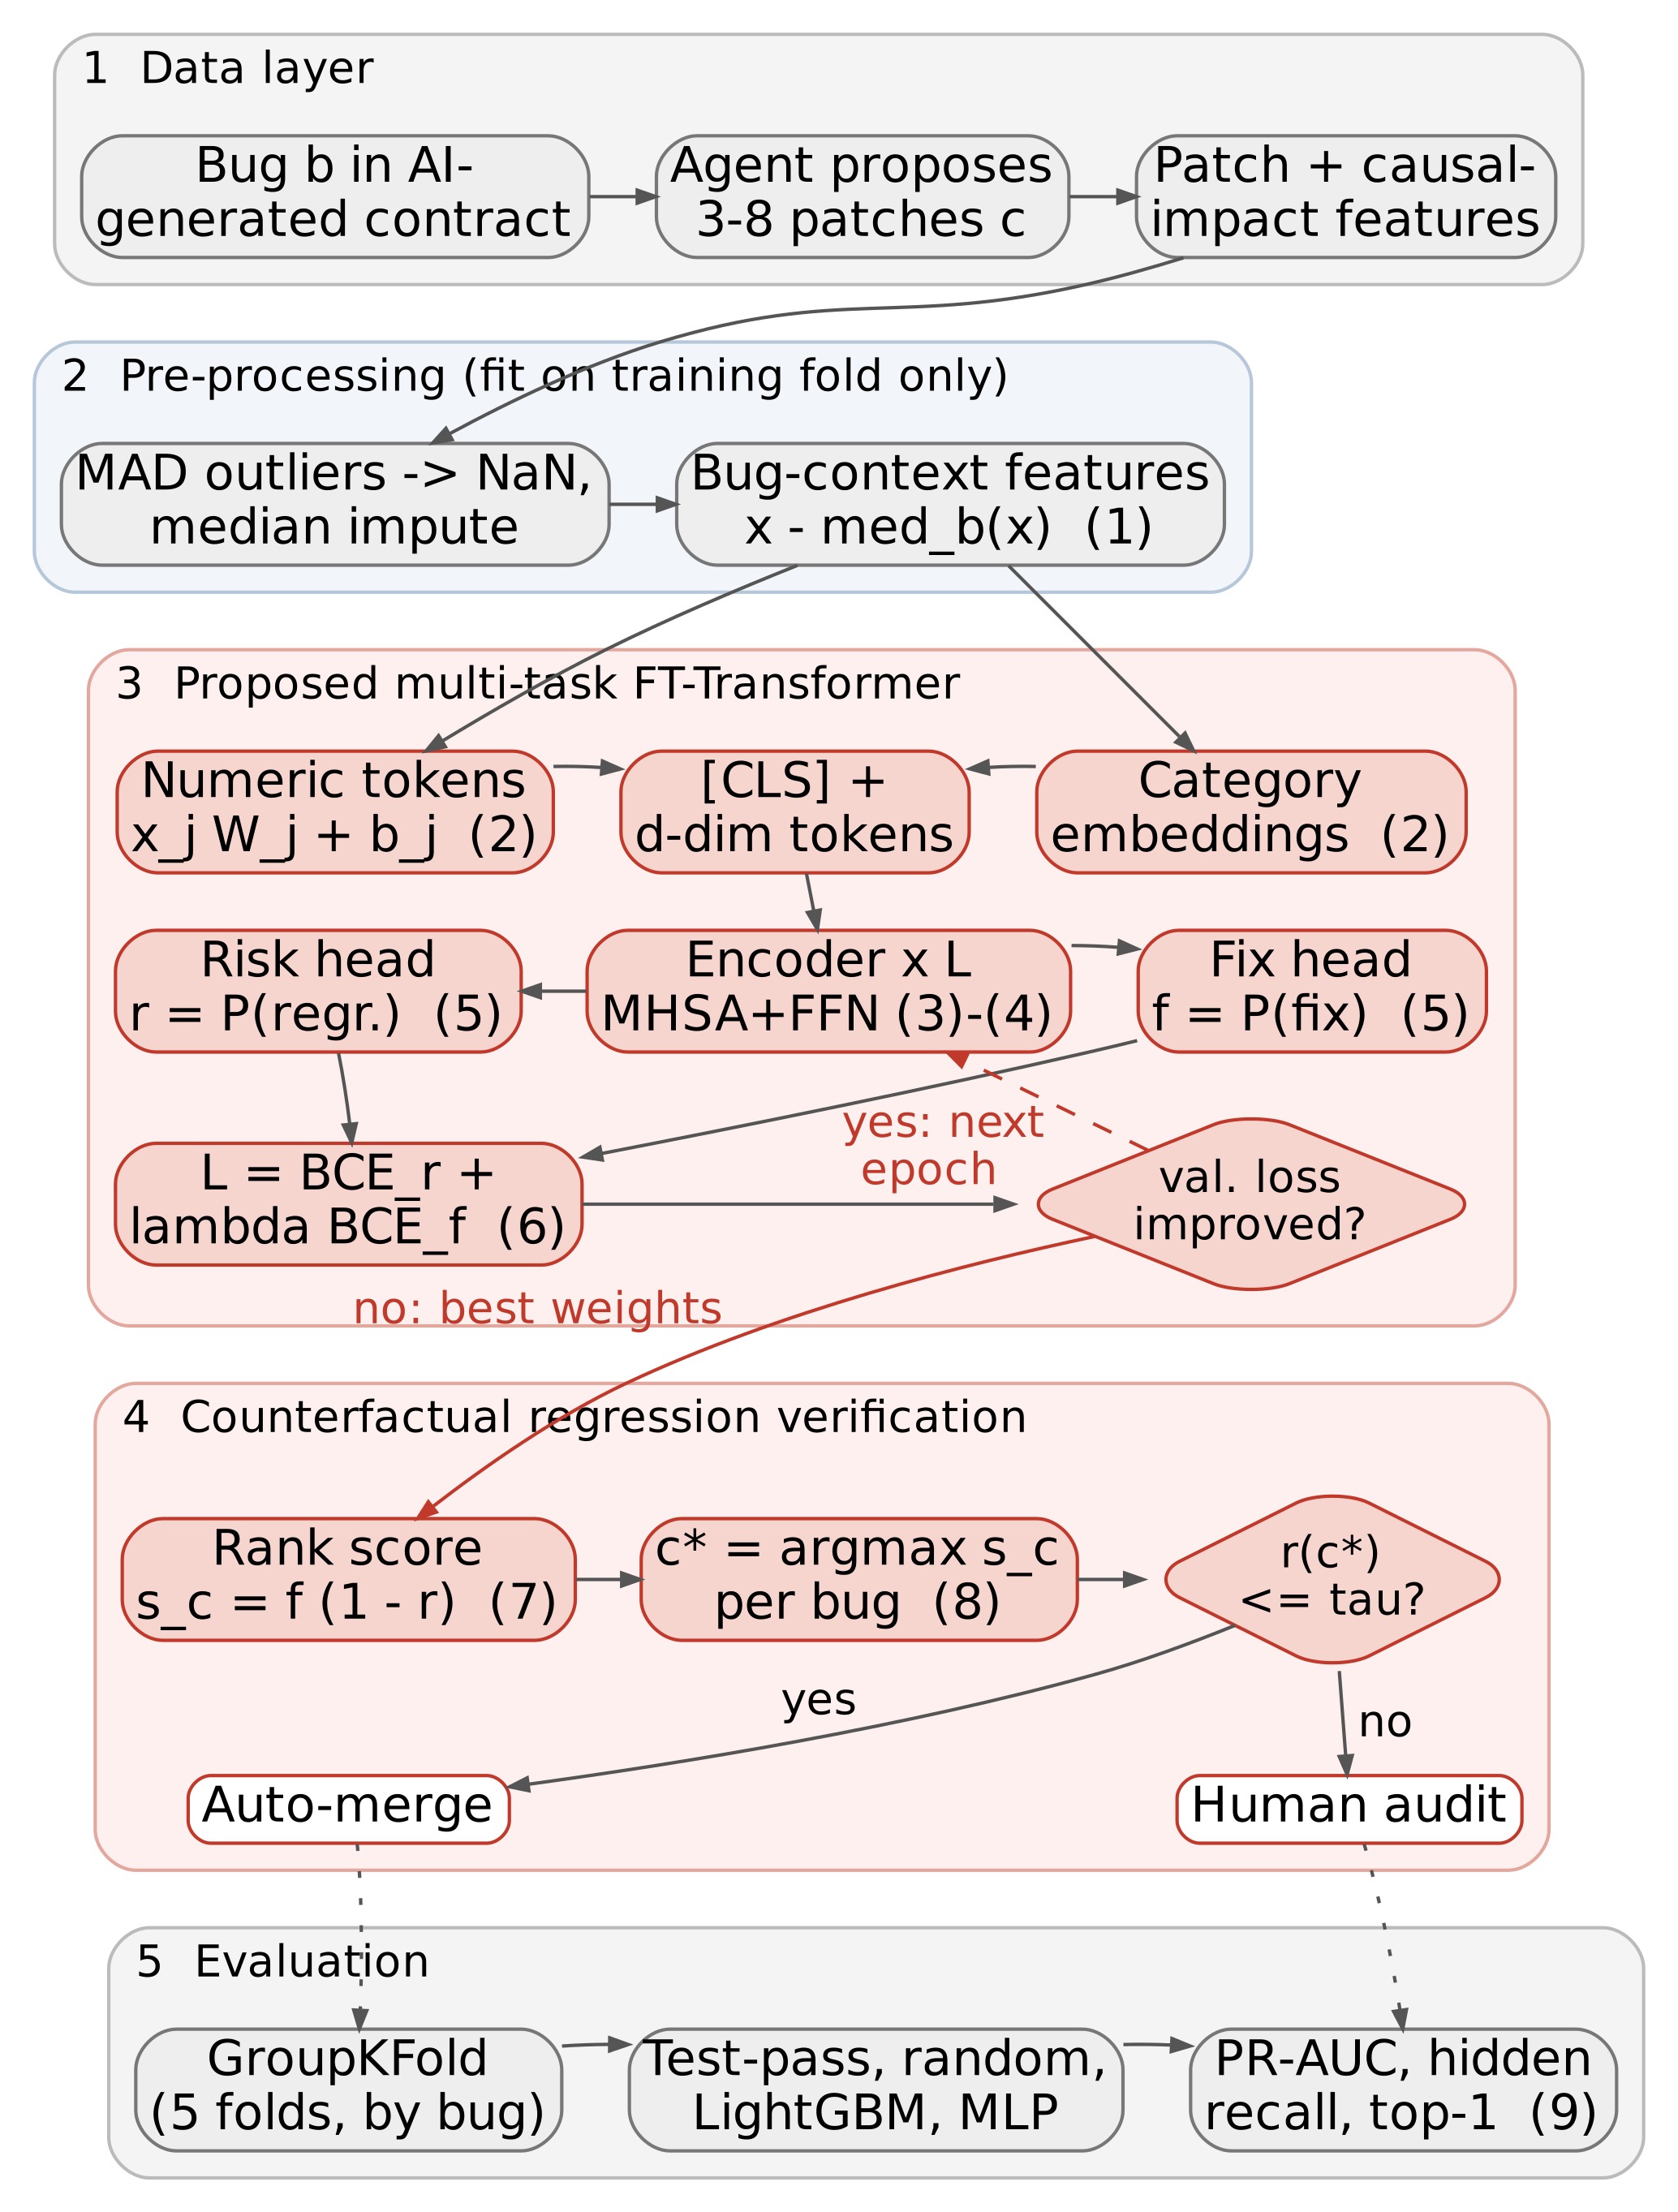 1  Data layer
Bug b in AI-
generated contract
Agent proposes
3-8 patches c
Patch + causal-
impact features
2  Pre-processing (fit on training fold only)
MAD outliers -> NaN,
median impute
Bug-context features
x - med_b(x)  (1)
3  Proposed multi-task FT-Transformer
Numeric tokens
x_j W_j + b_j  (2)
[CLS] +
d-dim tokens
Category
embeddings  (2)
Risk head
r = P(regr.)  (5)
Encoder x L
MHSA+FFN (3)-(4)
Fix head
f = P(fix)  (5)
yes: next
epoch
L = BCE_r +
lambda BCE_f  (6)
val. loss
improved?
no: best weights
4  Counterfactual regression verification
Rank score
s_c = f (1 - r)  (7)
c* = argmax s_c
per bug  (8)
r(c*)
<= tau?
yes
no
Auto-merge
Human audit
5  Evaluation
GroupKFold
(5 folds, by bug)
Test-pass, random,
LightGBM, MLP
PR-AUC, hidden
recall, top-1  (9)